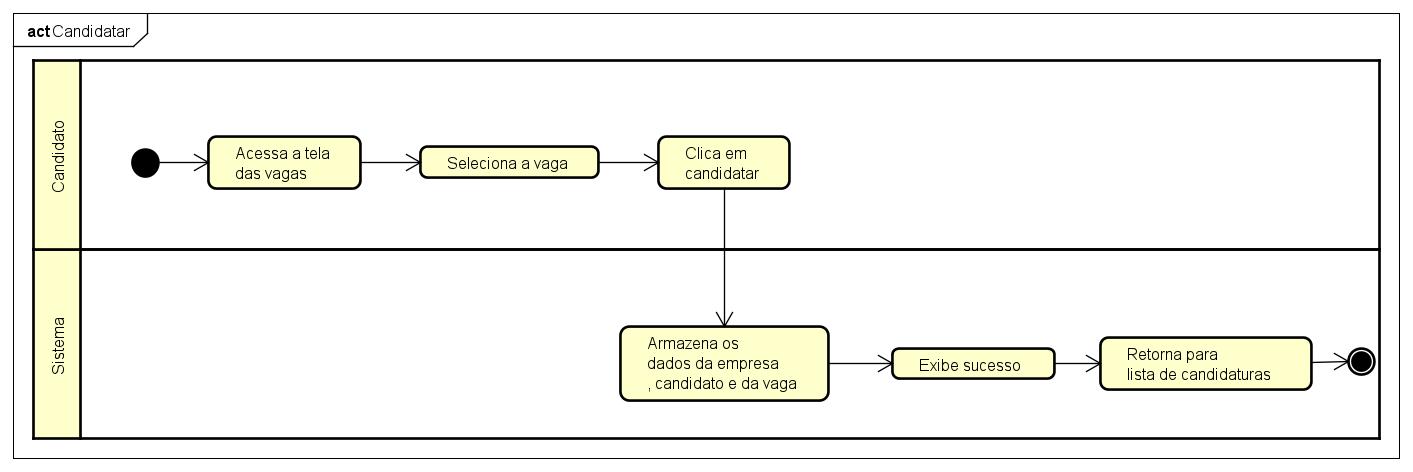 act Candidatar
Candidato
Acessa a tela
das vagas
Seleciona a vaga
Clica em
candidatar
Sistema
Armazena os
dados da empresa
, candidato e da vaga
Exibe sucesso
Retorna para
lista de candidaturas